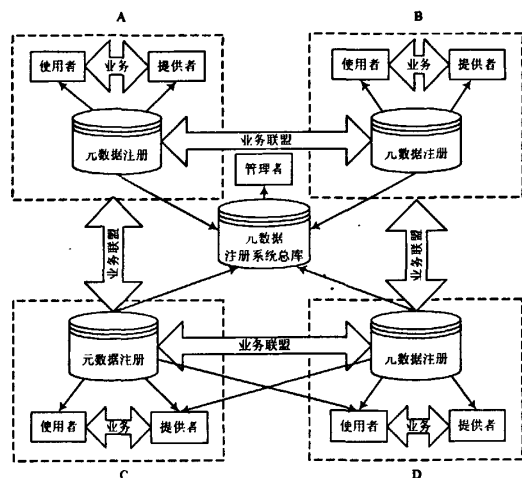 A
B
使用者
业务
提供者
使用者
业务
提供者
元数据注册
业务联盟
元数据注册
管理者
元数据
注册系统总库
业务联盟
业务联盟
元数据注册
业务联盟
元数据注册
使用者
业务
提供者
使用者
业务
提供者
C
D